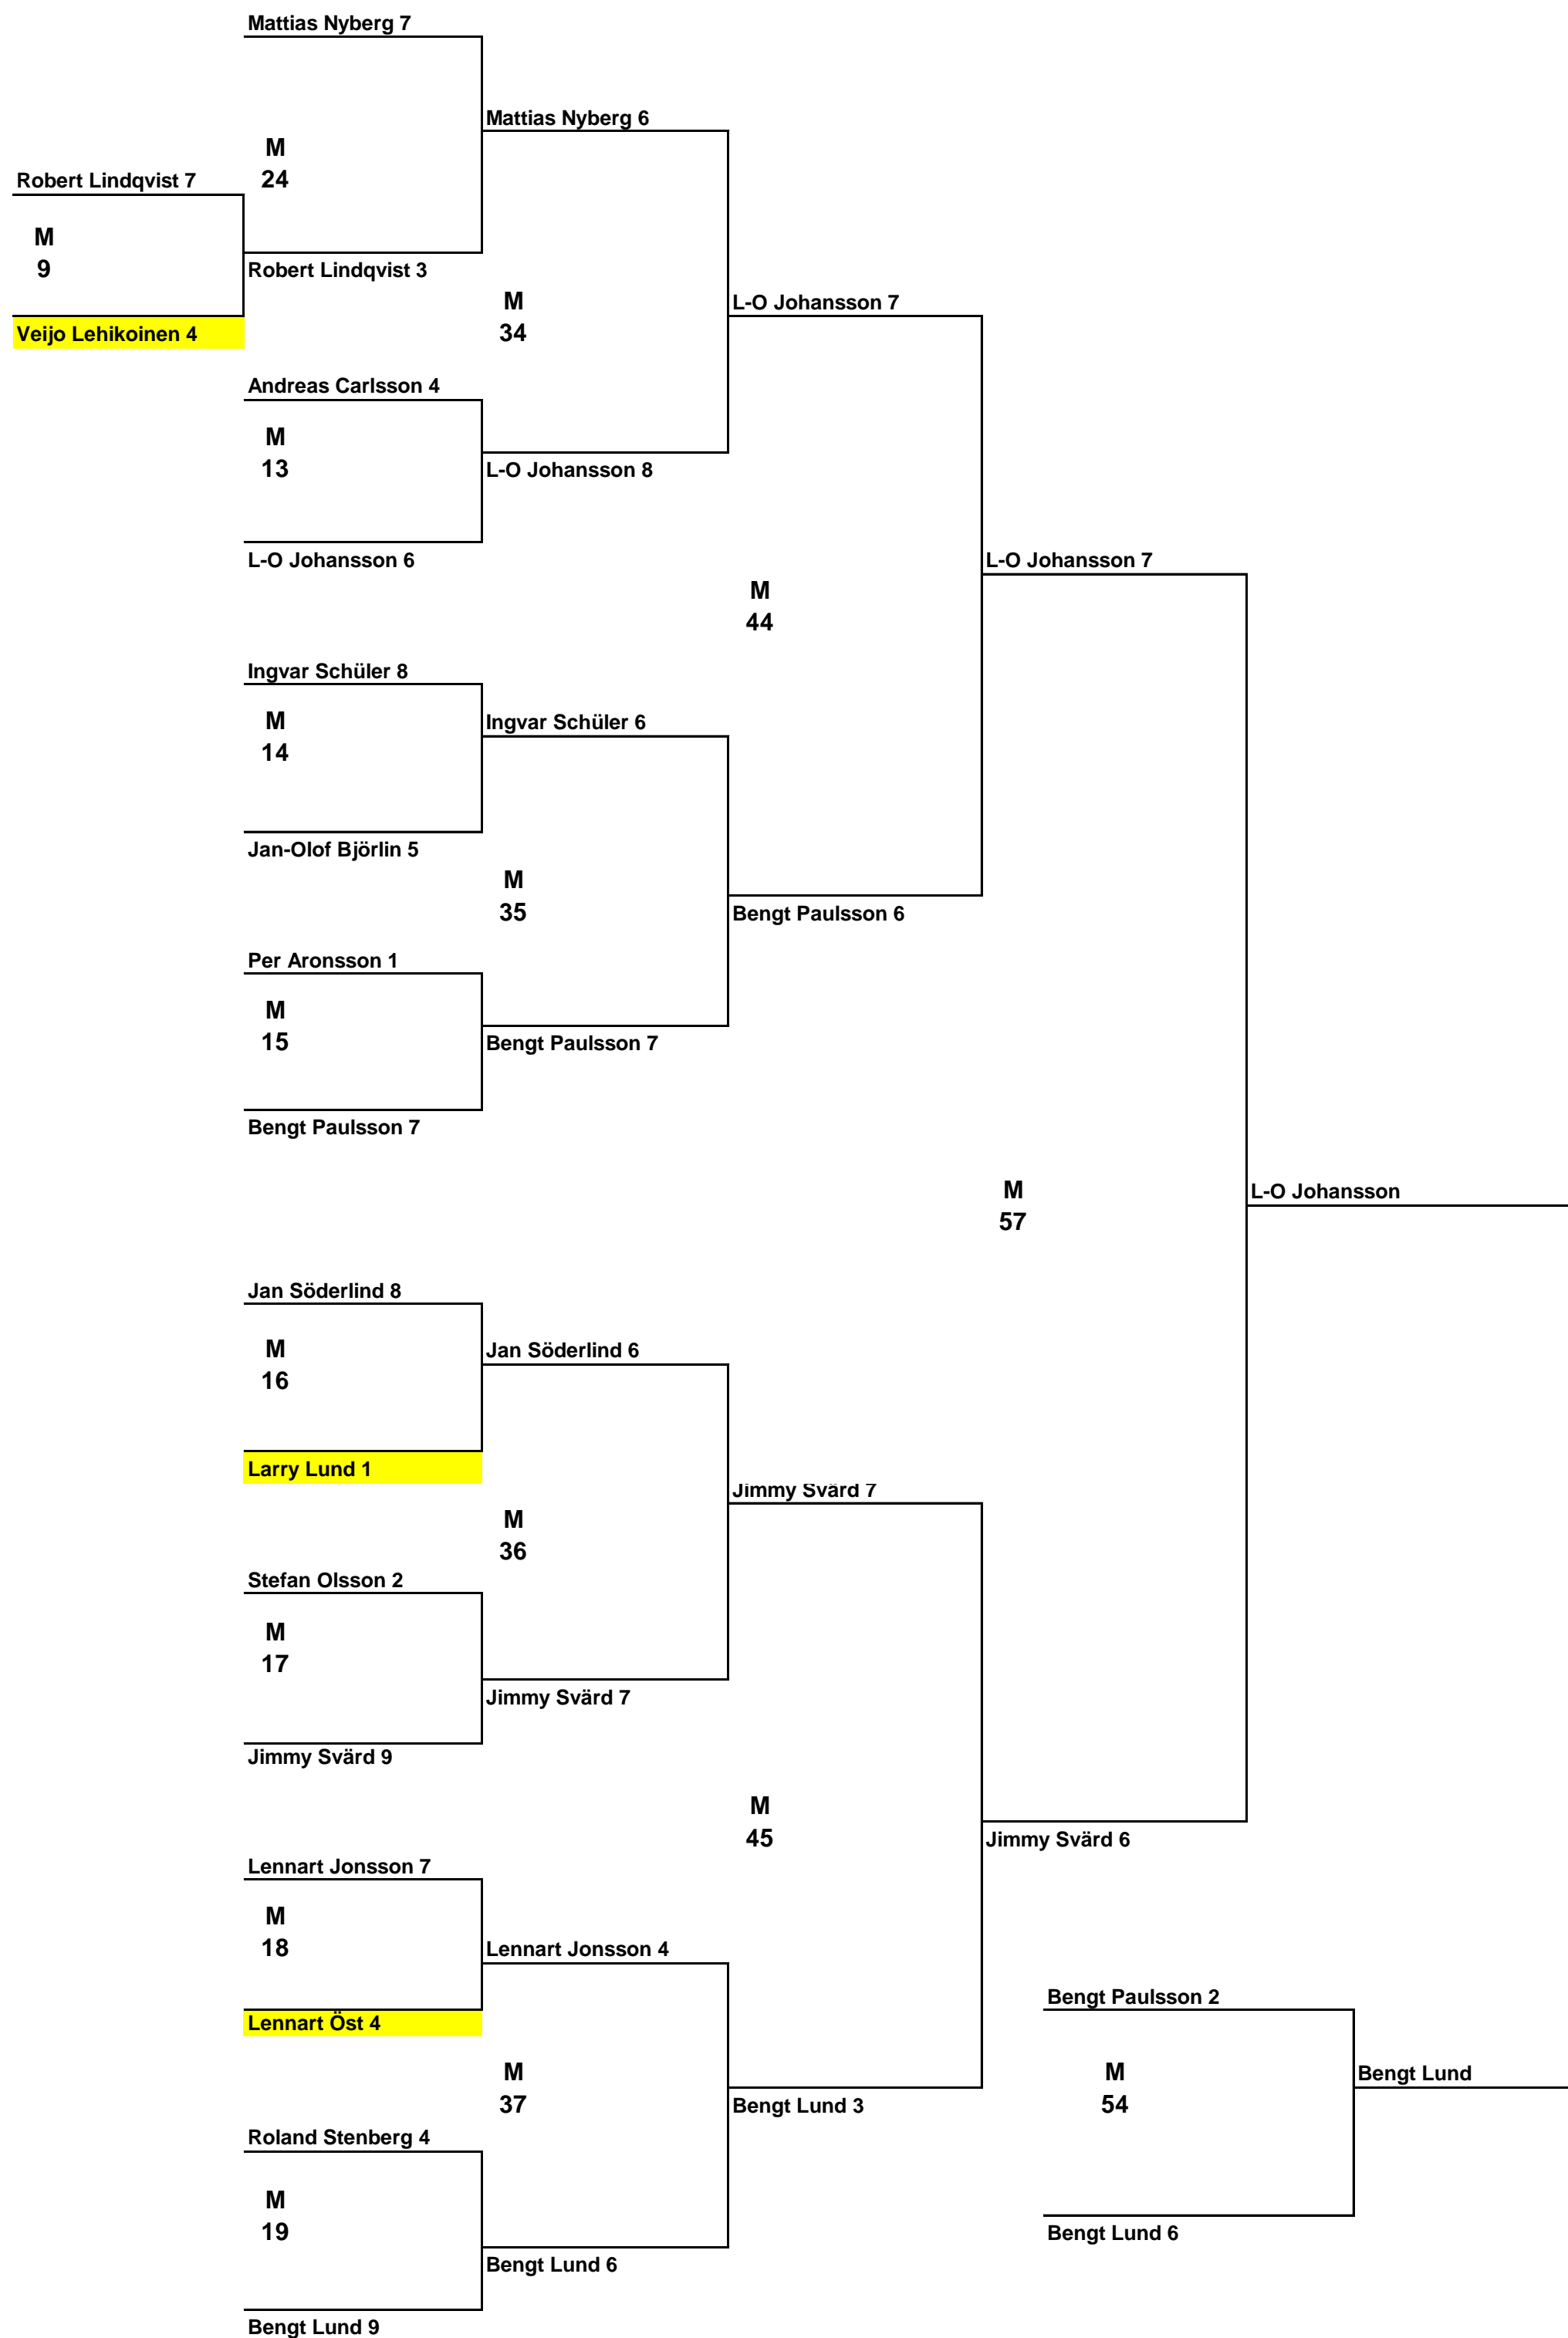 Mattias Nyberg 7
Mattias Nyberg 6
M
24
Robert Lindqvist 7
M
9
Robert Lindqvist 3
M
34
L-O Johansson 7
Veijo Lehikoinen 4
Andreas Carlsson 4
M
13
L-O Johansson 8
L-O Johansson 6
L-O Johansson 7
M
44
Ingvar Schüler 8
M
14
Ingvar Schüler 6
Jan-Olof Björlin 5
M
35
Bengt Paulsson 6
Per Aronsson 1
M
15
Bengt Paulsson 7
Bengt Paulsson 7
M
57
L-O Johansson
Jan Söderlind 8
M
16
Jan Söderlind 6
Larry Lund 1
Jimmy Svärd 7
M
36
Stefan Olsson 2
M
17
Jimmy Svärd 7
Jimmy Svärd 9
M
45
Jimmy Svärd 6
Lennart Jonsson 7
M
18
Lennart Jonsson 4
Bengt Paulsson 2
Lennart Öst 4
M
37
M
54
Bengt Lund
Bengt Lund 3
Roland Stenberg 4
M
19
Bengt Lund 6
Bengt Lund 6
Bengt Lund 9